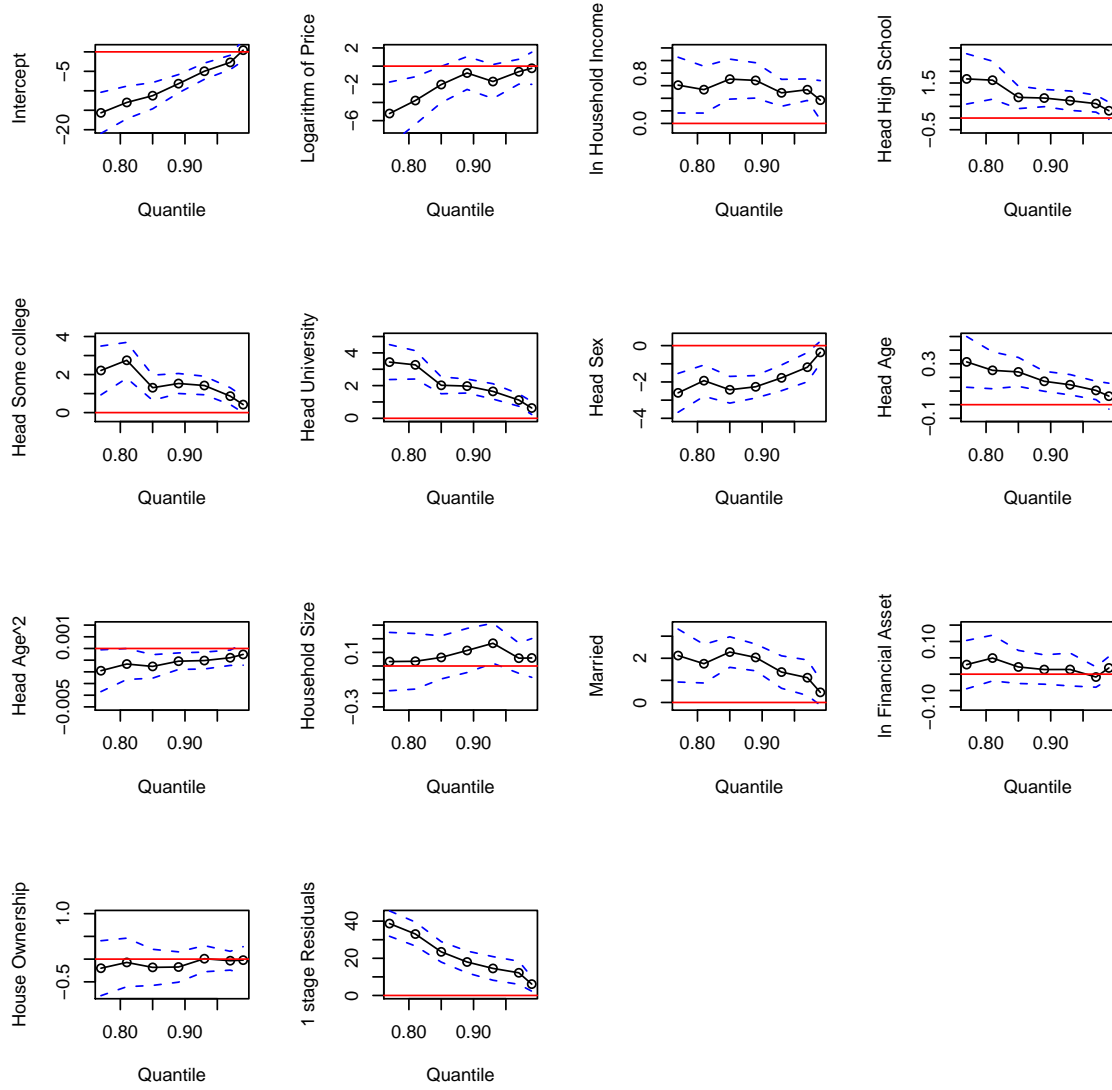 Intercept
−5
−20
0.80 0.90
Quantile
Logarithm of Price
2
−2
−6
0.80 0.90
Quantile
ln Household Income
0.8
0.0
0.80 0.90
Quantile
Head High School
1.5
−0.5
0.80 0.90
Quantile
Head Some college
4
2
0
0.80 0.90
Quantile
Head University
4
2
0
0.80 0.90
Quantile
Head Sex
0
−2
−4
0.80 0.90
Quantile
Head Age
0.3
−0.1
0.80 0.90
Quantile
Head Age^2
0.001
−0.005
0.80 0.90
Quantile
Household Size
0.1
−0.3
0.80 0.90
Quantile
Married
2
0
0.80 0.90
Quantile
ln Financial Asset
0.10
−0.10
0.80 0.90
Quantile
House Ownership
1.0
−0.5
0.80 0.90
Quantile
1 stage Residuals
40
20
0
0.80 0.90
Quantile